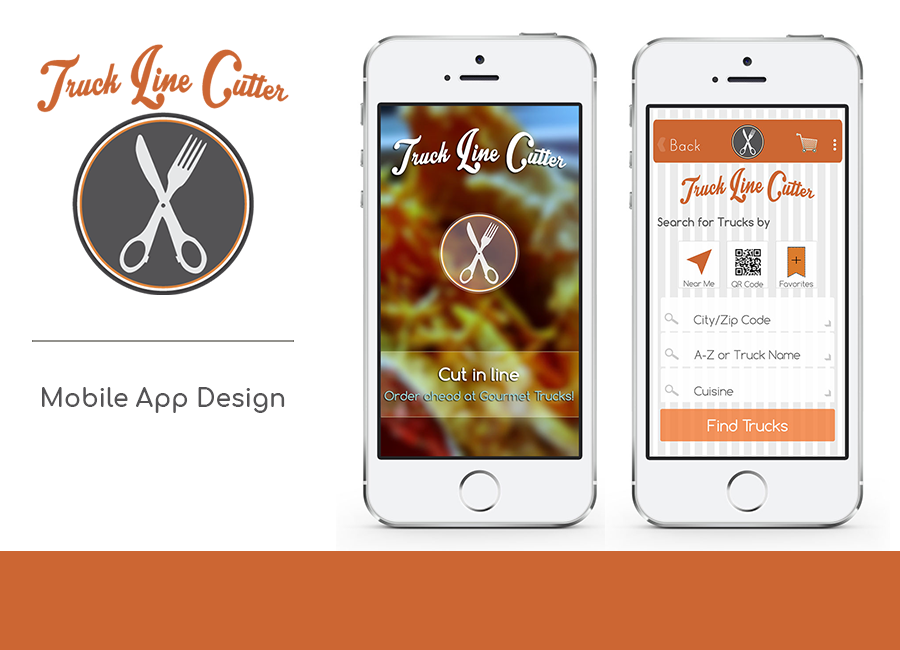 Truck Line Cutter
Mobile App Design
Truck Line Cutter
Cut in line
Order ahead at Gourmet Trucks!
Back
Truck Line Cutter
Search for Trucks by
Near Me
QR Code
Favorites
City/Zip Code
A-Z or Truck Name
Cuisine
Find Trucks